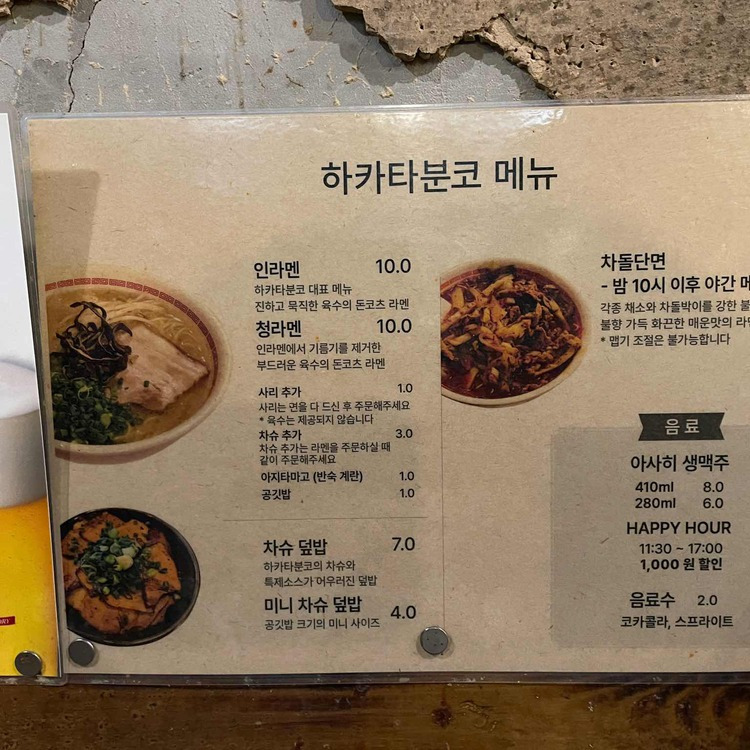 하카타분코 메뉴
인라멘 10.0
하카타분코 대표 메뉴
진하고 묵직한 육수의 돈코츠 라멘
청라멘 10.0
인라멘에서 기름기를 제거한
부드러운 육수의 돈코츠 라멘
사리 추가 1.0
사리는 면을 다 드신 후 주문해주세요
* 육수는 제공되지 않습니다
차슈 추가 3.0
차슈 추가는 라멘을 주문하실 때
같이 주문해주세요
아지타마고 (반숙 계란) 1.0
공깃밥 1.0
차슈 덮밥 7.0
하카타분코의 차슈와
특제소스가 어우러진 덮밥
미니 차슈 덮밥 4.0
공깃밥 크기의 미니 사이즈
차돌단면
- 밤 10시 이후 야간
각종 채소와 차돌박이를 강한
불향 가득 화끈한 매운맛의
* 맵기 조절은 불가능합니다
음료
아사히 생맥주
410ml 8.0
280ml 6.0
HAPPY HOUR
11:30 ~ 17:00
1,000 원 할인
음료수 2.0
코카콜라, 스프라이트